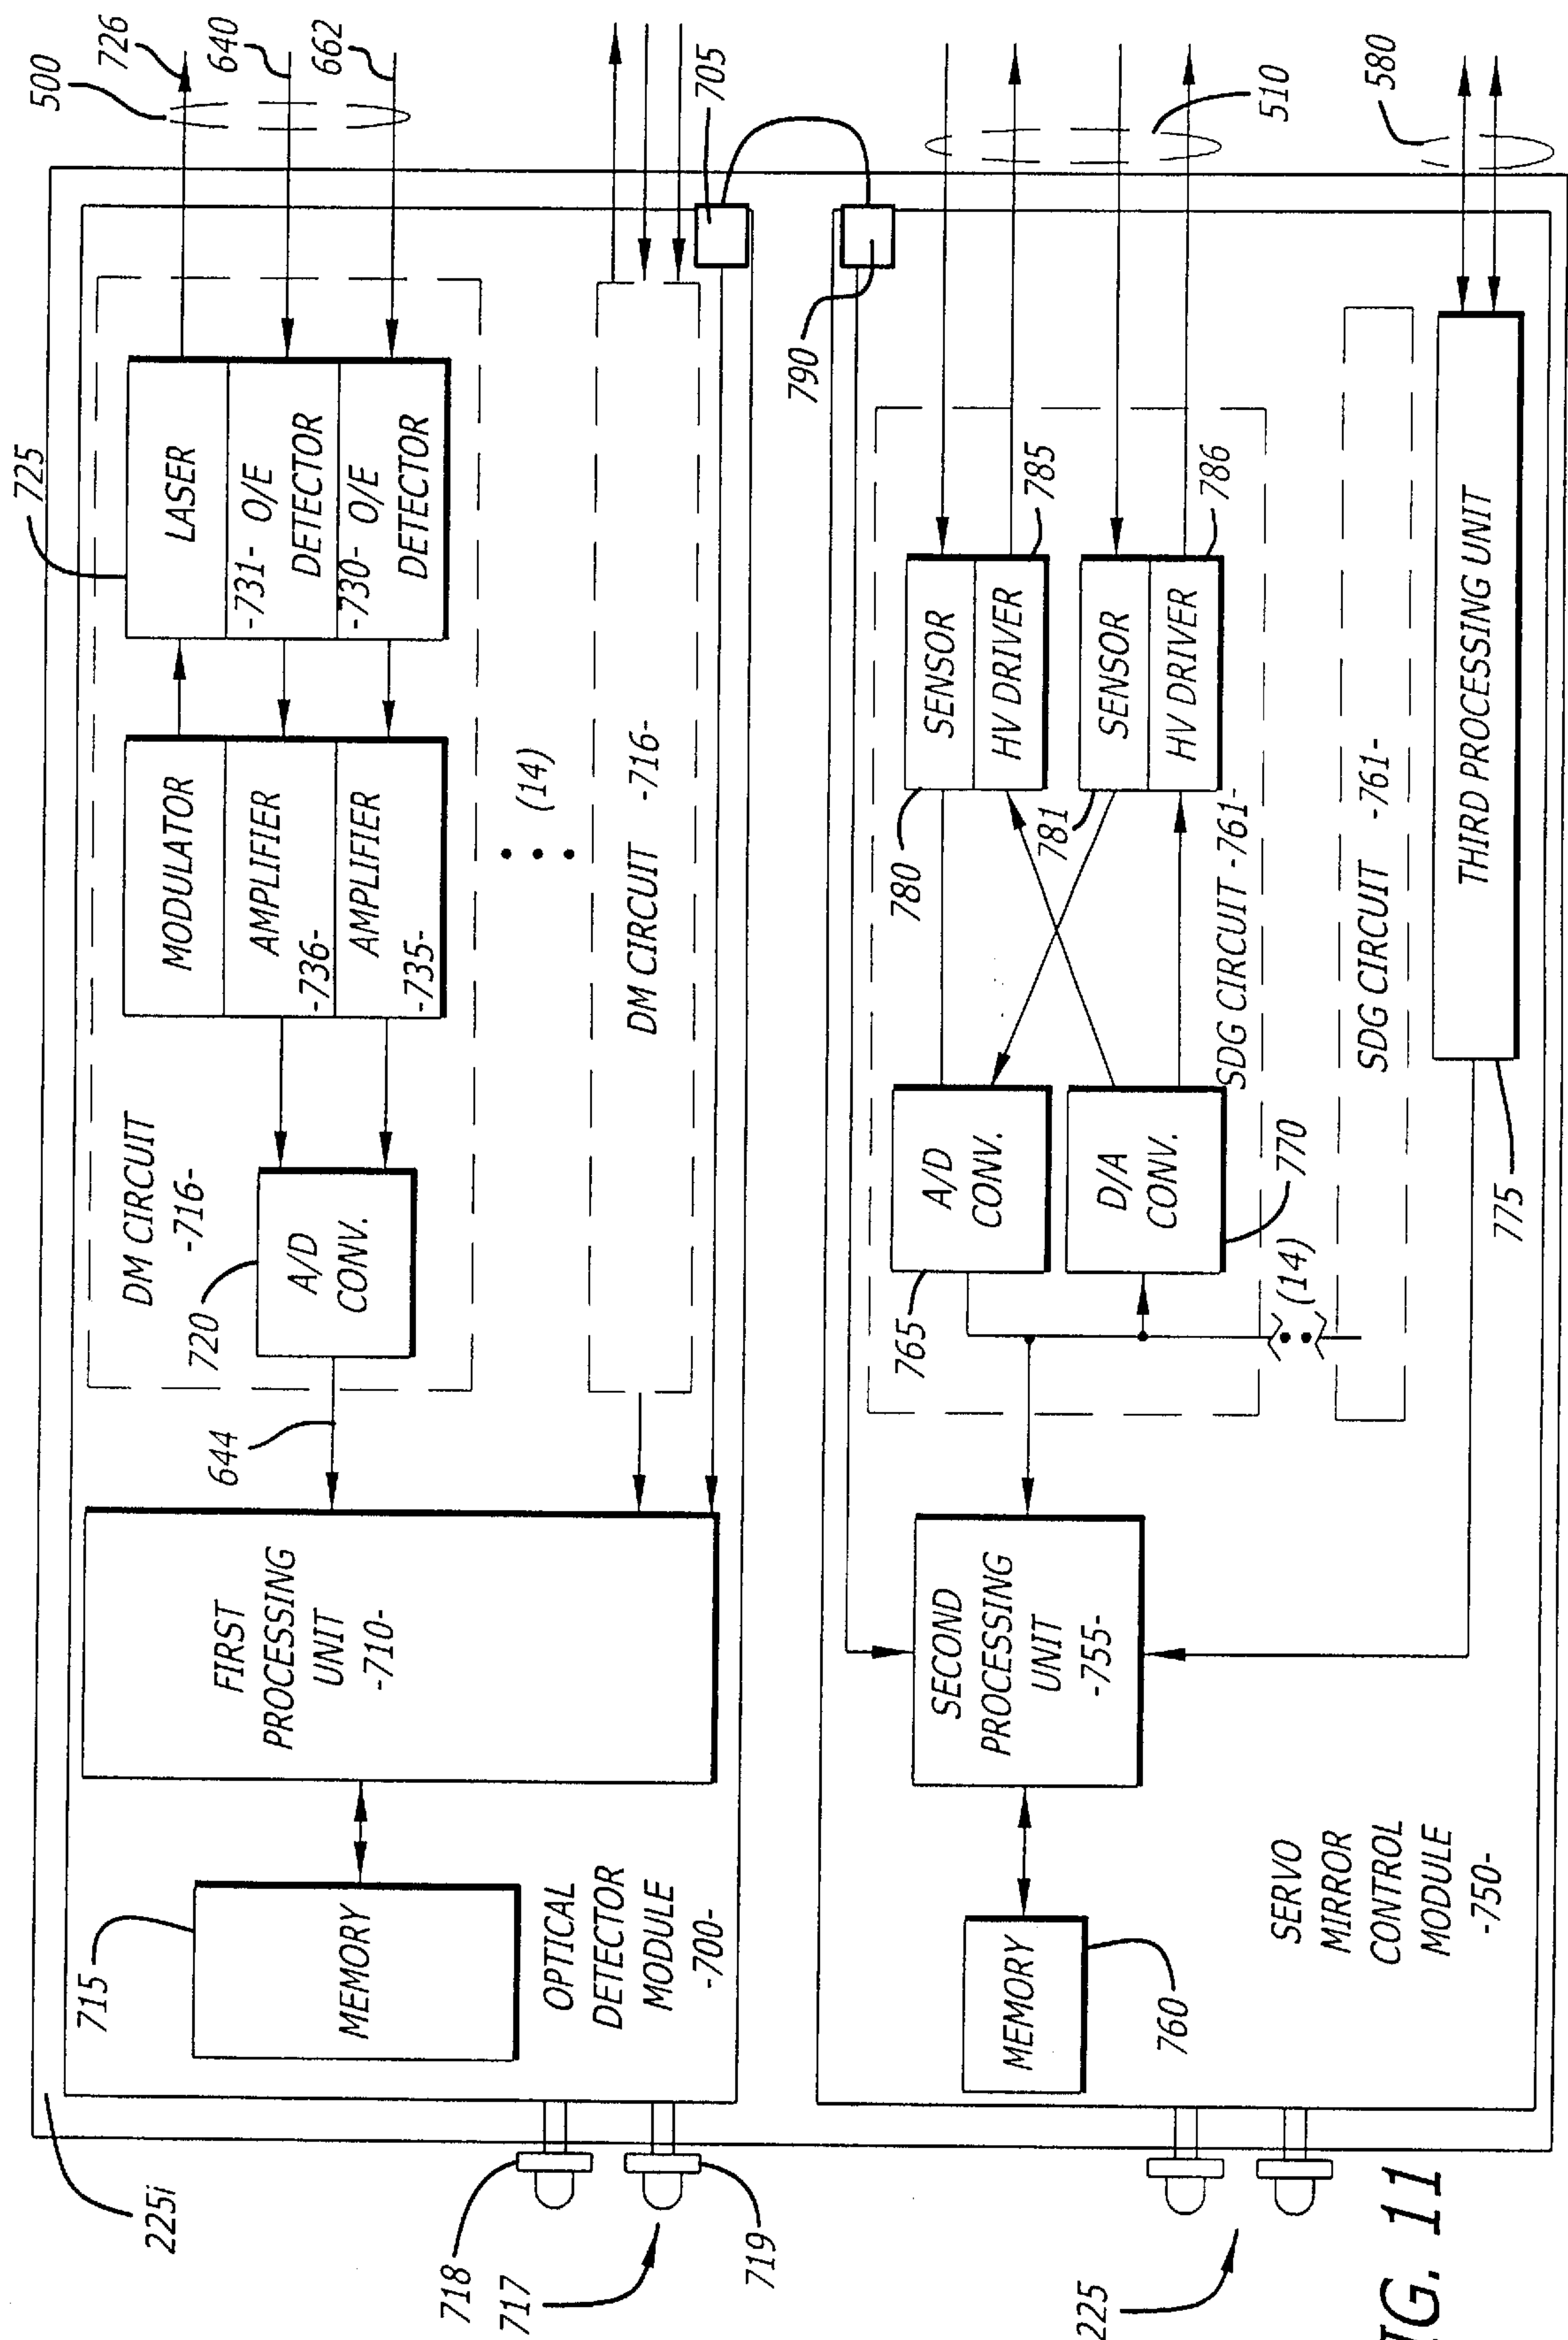 225i
715
MEMORY
FIRST
PROCESSING
UNIT
-710-
644
DM CIRCUIT
-716-
720
A/D
CONV.
MODULATOR
AMPLIFIER
-736-
AMPLIFIER
-735-
725
LASER
-731- O/E
DETECTOR
-730- O/E
DETECTOR
500
726
640
662
OPTICAL
DETECTOR
MODULE
-700-
(14)
DM CIRCUIT -716-
705
718
717
719
790
MEMORY
760
SECOND
PROCESSING
UNIT
-755-
765
A/D
CONV.
D/A
CONV.
770
780
SENSOR
HV DRIVER
785
781
SENSOR
HV DRIVER
786
SDG CIRCUIT -761-
510
(14)
SDG CIRCUIT -761-
SERVO
MIRROR
CONTROL
MODULE
-750-
775
THIRD PROCESSING UNIT
580
225
IG. 11